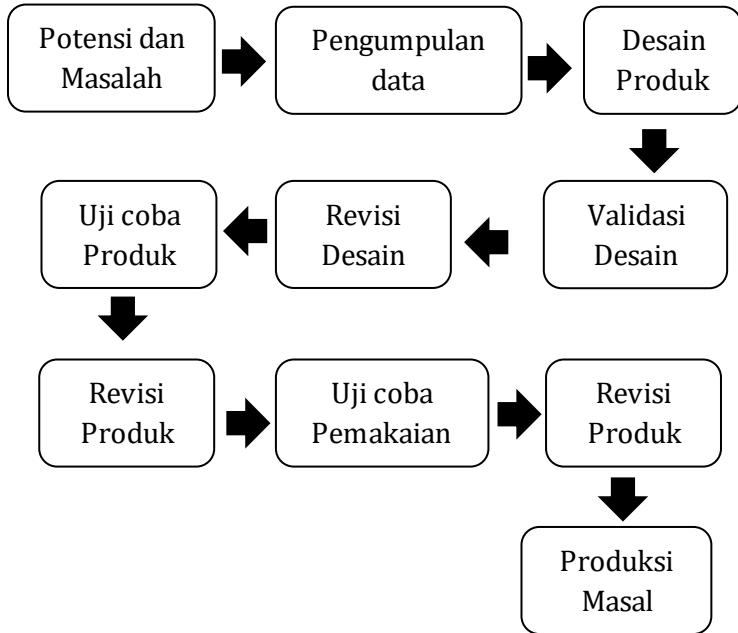 Potensi dan
Masalah
Pengumpulan
data
Desain
Produk
Validasi
Desain
Revisi
Desain
Uji coba
Produk
Revisi
Produk
Uji coba
Pemakaian
Revisi
Produk
Produksi
Masal